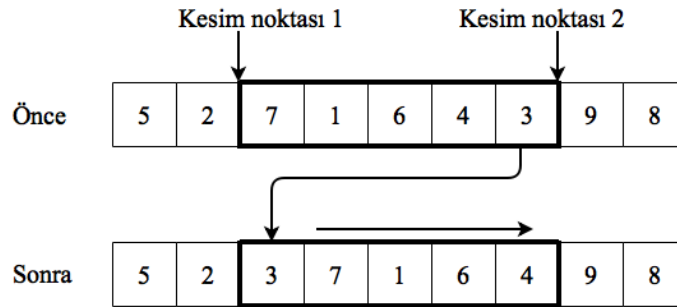 Kesim noktası 1 Kesim noktası 2
Önce 5 2 7 1 6 4 3 9 8
Sonra 5 2 3 7 1 6 4 9 8